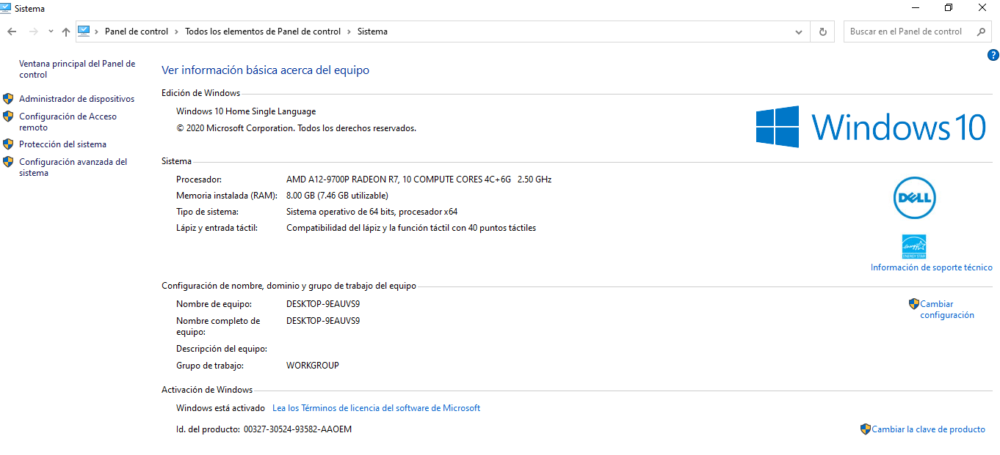 Sistema
Panel de control > Todos los elementos de Panel de control > Sistema
Buscar en el Panel de control
?
Ventana principal del Panel de
control
Administrador de dispositivos
Configuración de Acceso
remoto
Protección del sistema
Configuración avanzada del
sistema
Ver información básica acerca del equipo
Edición de Windows
Windows 10 Home Single Language
© 2020 Microsoft Corporation. Todos los derechos reservados.
Windows 10
Sistema
Procesador: AMD A12-9700P RADEON R7, 10 COMPUTE CORES 4C+6G 2.50 GHz
Memoria instalada (RAM): 8.00 GB (7.46 GB utilizable)
Tipo de sistema: Sistema operativo de 64 bits, procesador x64
Lápiz y entrada táctil: Compatibilidad del lápiz y la función táctil con 40 puntos táctiles
DELL
energy
ENERGY STAR
Información de soporte técnico
Configuración de nombre, dominio y grupo de trabajo del equipo
Nombre de equipo: DESKTOP-9EAUVS9
Nombre completo de
equipo: DESKTOP-9EAUVS9
Descripción del equipo:
Grupo de trabajo: WORKGROUP
Cambiar
configuración
Activación de Windows
Windows está activado Lea los Términos de licencia del software de Microsoft
Id. del producto: 00327-30524-93582-AAOEM
Cambiar la clave de producto